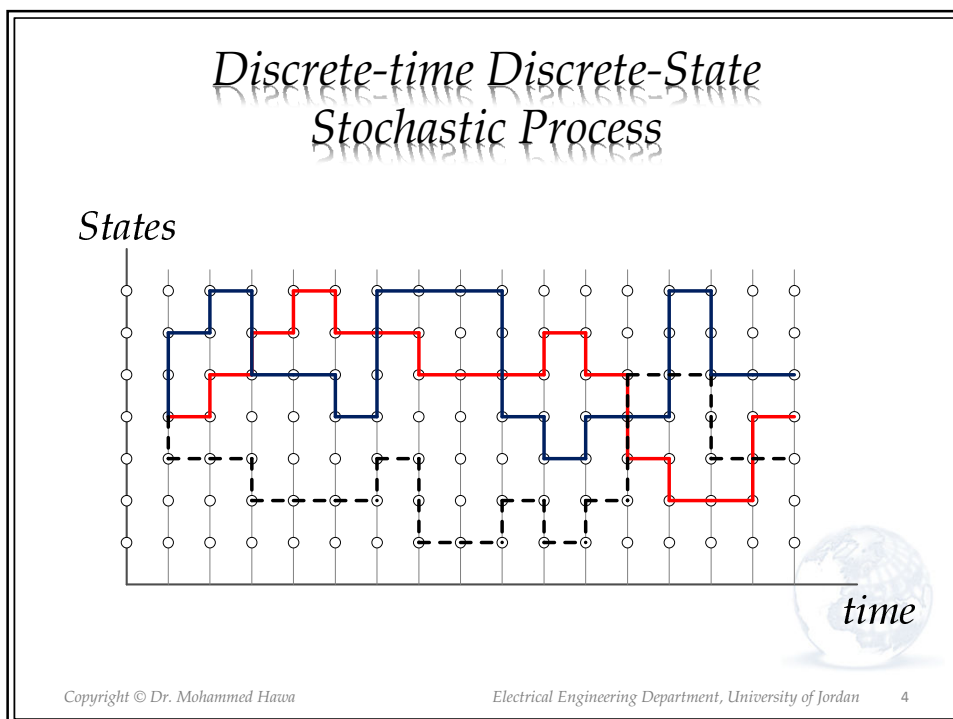 Discrete-time Discrete-State
Stochastic Process
States
time
Copyright © Dr. Mohammed Hawa
Electrical Engineering Department, University of Jordan
4